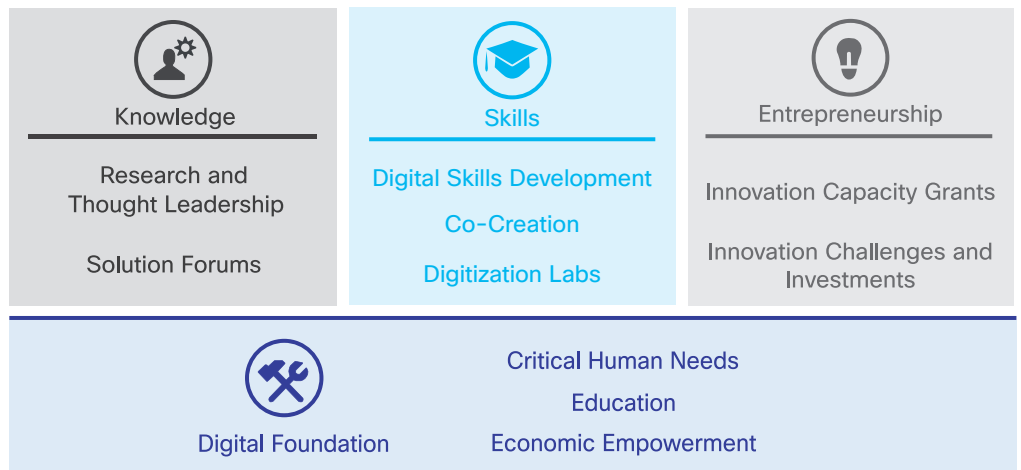 Knowledge
Research and
Thought Leadership
Solution Forums
Skills
Digital Skills Development
Co-Creation
Digitization Labs
Entrepreneurship
Innovation Capacity Grants
Innovation Challenges and
Investments
Digital Foundation
Critical Human Needs
Education
Economic Empowerment